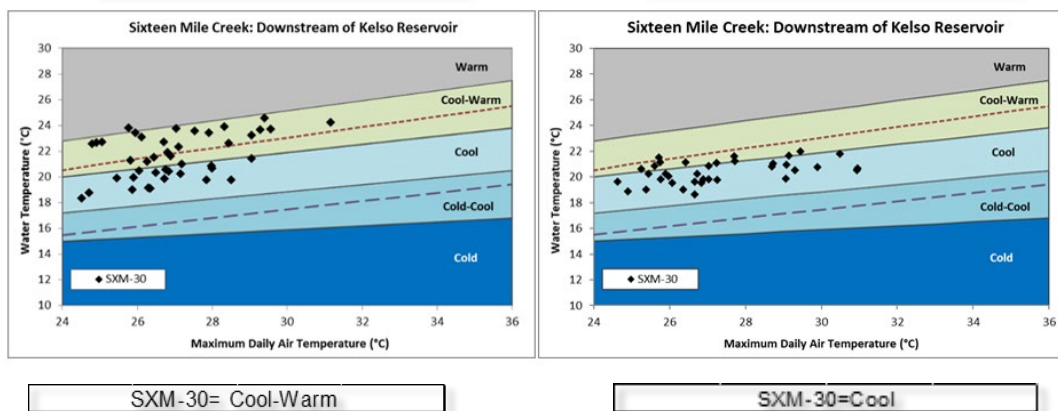 Sixteen Mile Creek: Downstream of Kelso Reservoir
30
28
26
24
22
20
18
16
14
12
10
Water Temperature (°C)
Warm
Cool-Warm
Cool
Cold-Cool
Cold
SXM-30
24 26 28 30 32 34 36
Maximum Daily Air Temperature (°C)
SXM-30= Cool-Warm
Sixteen Mile Creek: Downstream of Kelso Reservoir
30
28
26
24
22
20
18
16
14
12
10
Water Temperature (°C)
Warm
Cool-Warm
Cool
Cold-Cool
Cold
SXM-30
24 26 28 30 32 34 36
Maximum Daily Air Temperature (°C)
SXM-30=Cool